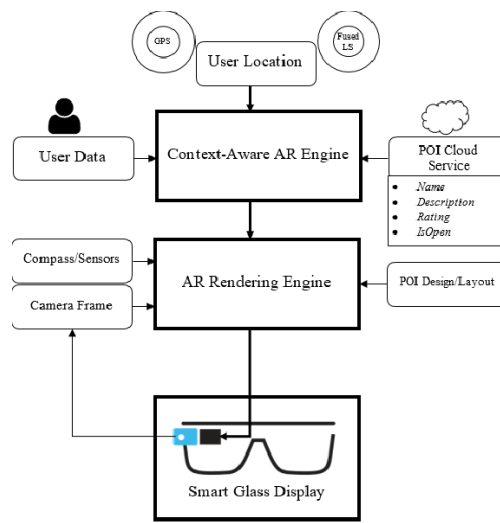 GPS
Fused
LS
User Location
User Data
Context-Aware AR Engine
POI Cloud
Service
• Name
• Description
• Rating
• IsOpen
Compass/Sensors
AR Rendering Engine
Camera Frame
POI Design/Layout
Smart Glass Display